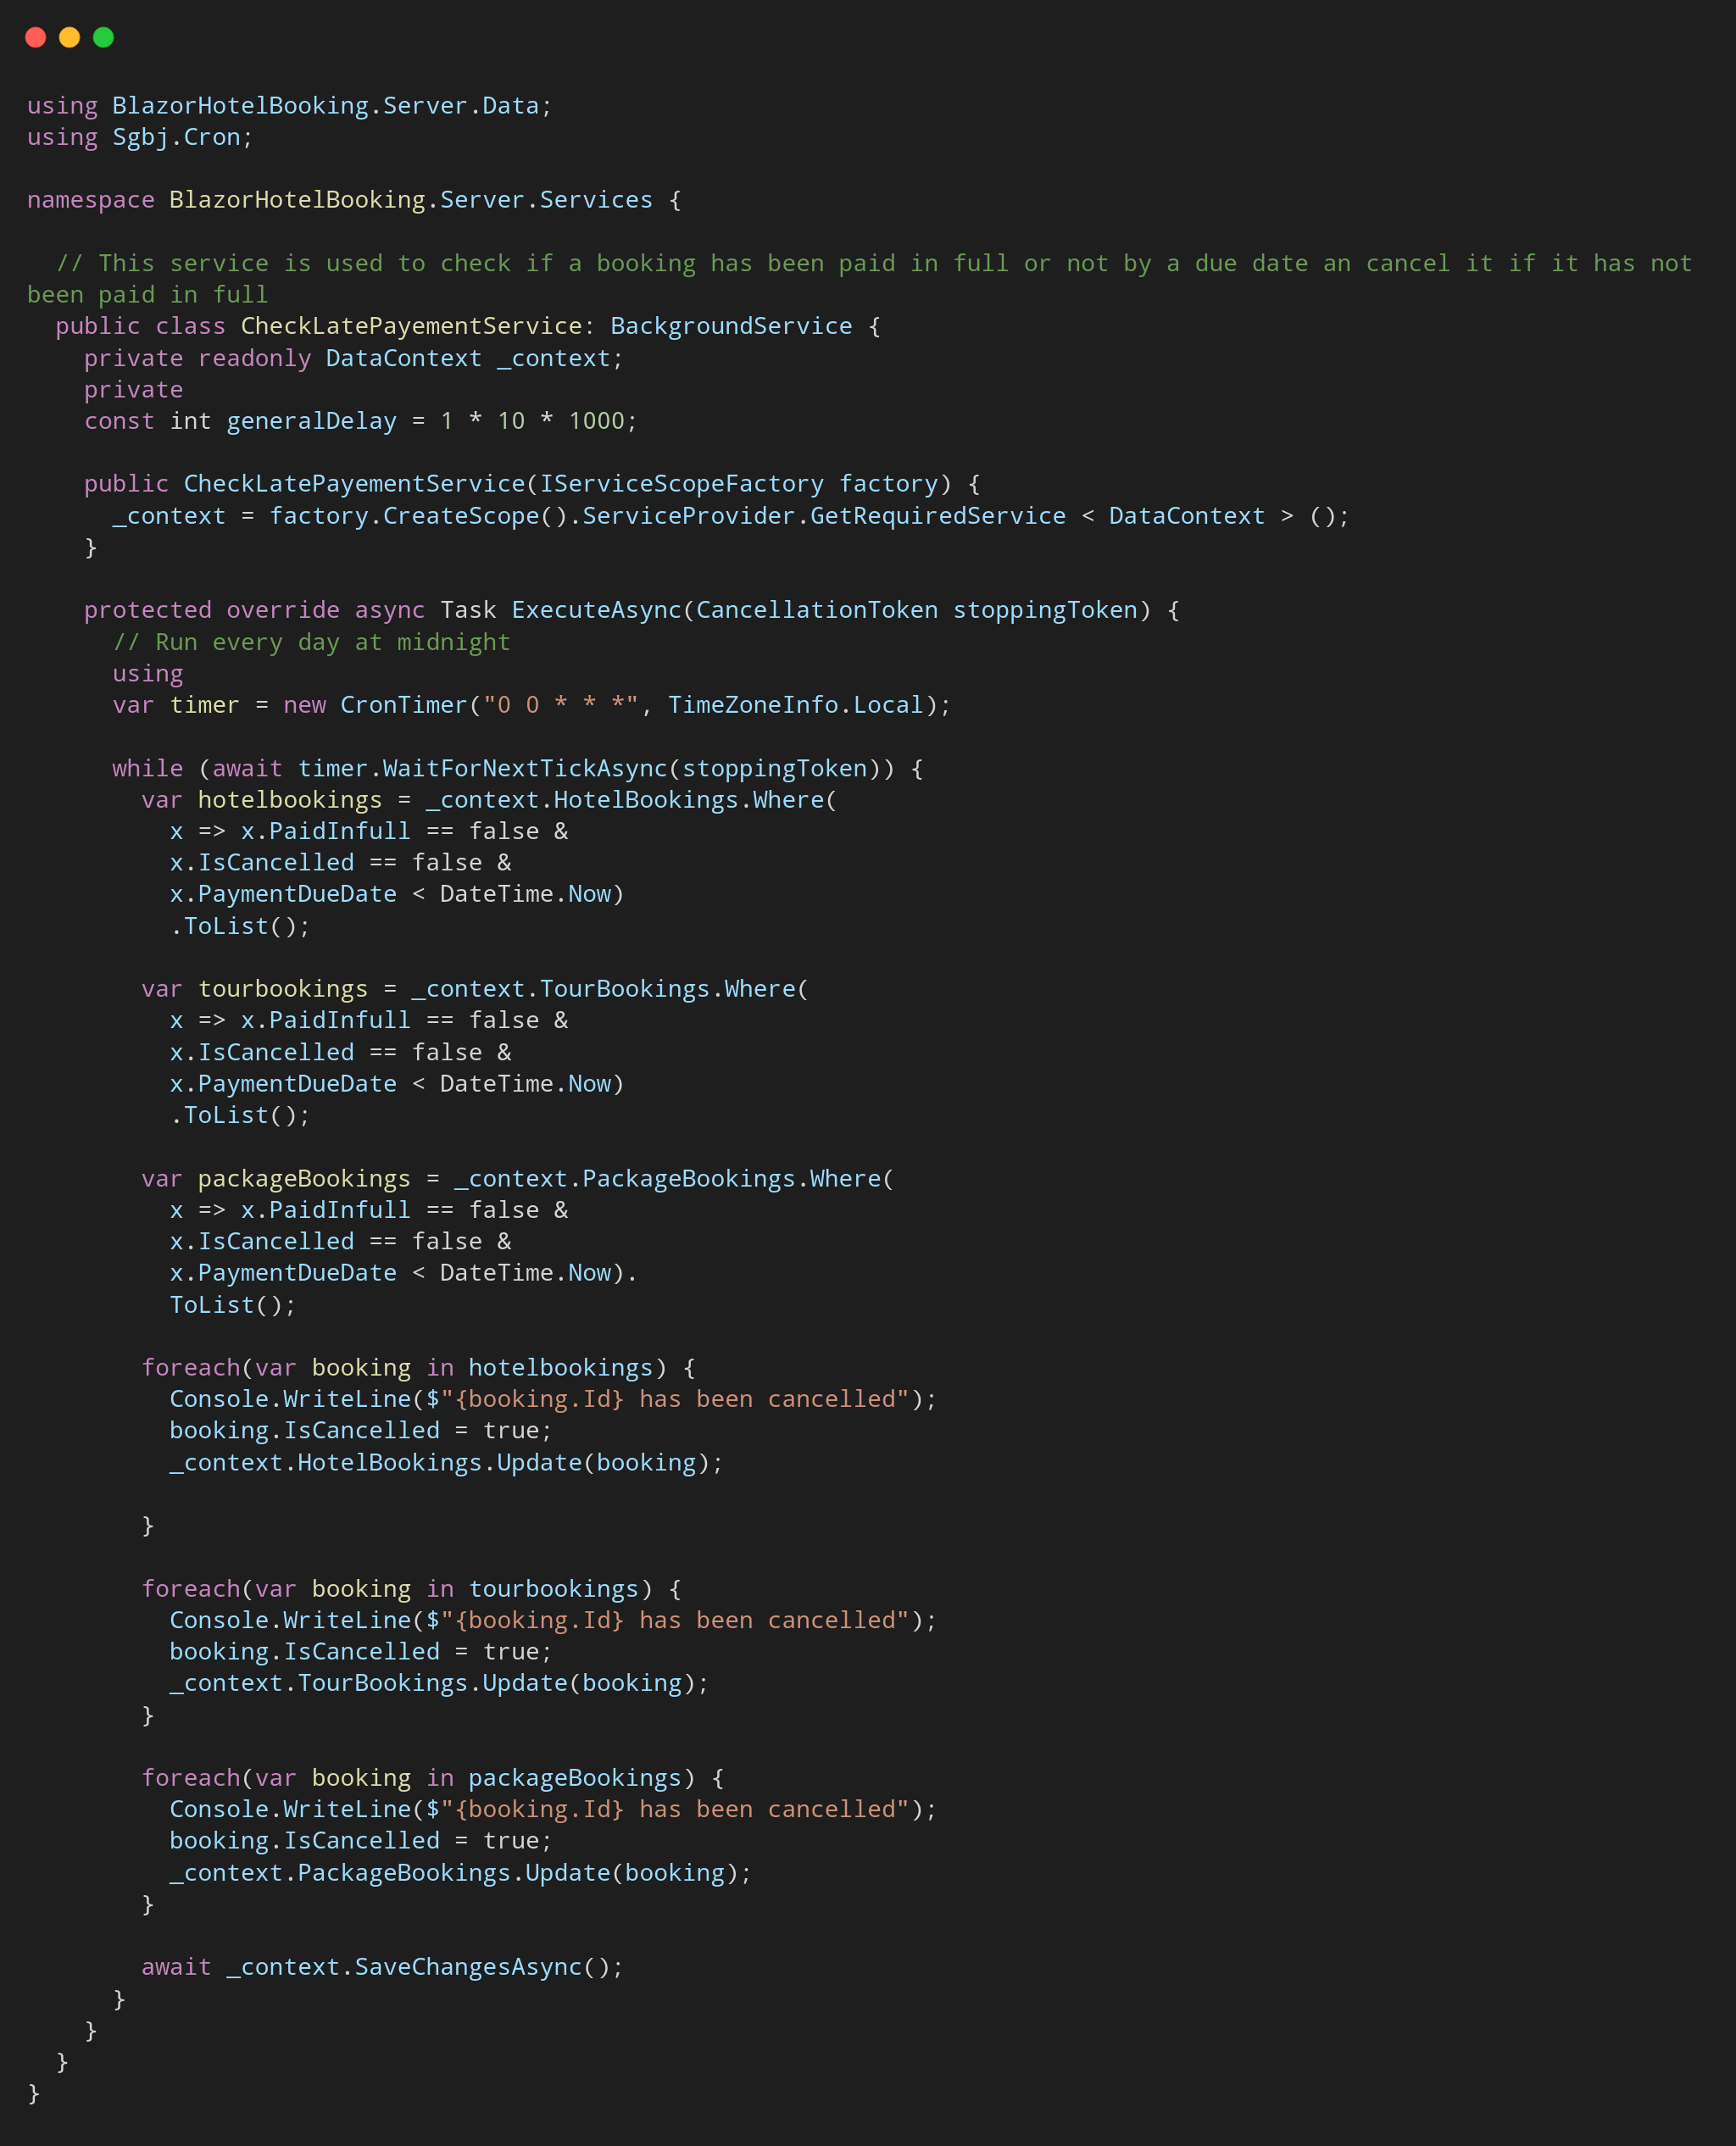 using BlazorHotelBooking.Server.Data;
using Sgbj.Cron;

namespace BlazorHotelBooking.Server.Services {

  // This service is used to check if a booking has been paid in full or not by a due date an cancel it if it has not
been paid in full
  public class CheckLatePayementService: BackgroundService {
    private readonly DataContext _context;
    private
    const int generalDelay = 1 * 10 * 1000;

    public CheckLatePayementService(IServiceScopeFactory factory) {
      _context = factory.CreateScope().ServiceProvider.GetRequiredService < DataContext > ();
    }

    protected override async Task ExecuteAsync(CancellationToken stoppingToken) {
      // Run every day at midnight
      using
      var timer = new CronTimer("0 0 * * *", TimeZoneInfo.Local);

      while (await timer.WaitForNextTickAsync(stoppingToken)) {
        var hotelbookings = _context.HotelBookings.Where(
          x => x.PaidInfull == false &
          x.IsCancelled == false &
          x.PaymentDueDate < DateTime.Now)
          .ToList();

        var tourbookings = _context.TourBookings.Where(
          x => x.PaidInfull == false &
          x.IsCancelled == false &
          x.PaymentDueDate < DateTime.Now)
          .ToList();

        var packageBookings = _context.PackageBookings.Where(
          x => x.PaidInfull == false &
          x.IsCancelled == false &
          x.PaymentDueDate < DateTime.Now).
          ToList();

        foreach(var booking in hotelbookings) {
          Console.WriteLine($"{booking.Id} has been cancelled");
          booking.IsCancelled = true;
          _context.HotelBookings.Update(booking);

        }

        foreach(var booking in tourbookings) {
          Console.WriteLine($"{booking.Id} has been cancelled");
          booking.IsCancelled = true;
          _context.TourBookings.Update(booking);
        }

        foreach(var booking in packageBookings) {
          Console.WriteLine($"{booking.Id} has been cancelled");
          booking.IsCancelled = true;
          _context.PackageBookings.Update(booking);
        }

        await _context.SaveChangesAsync();
      }
    }
  }
}